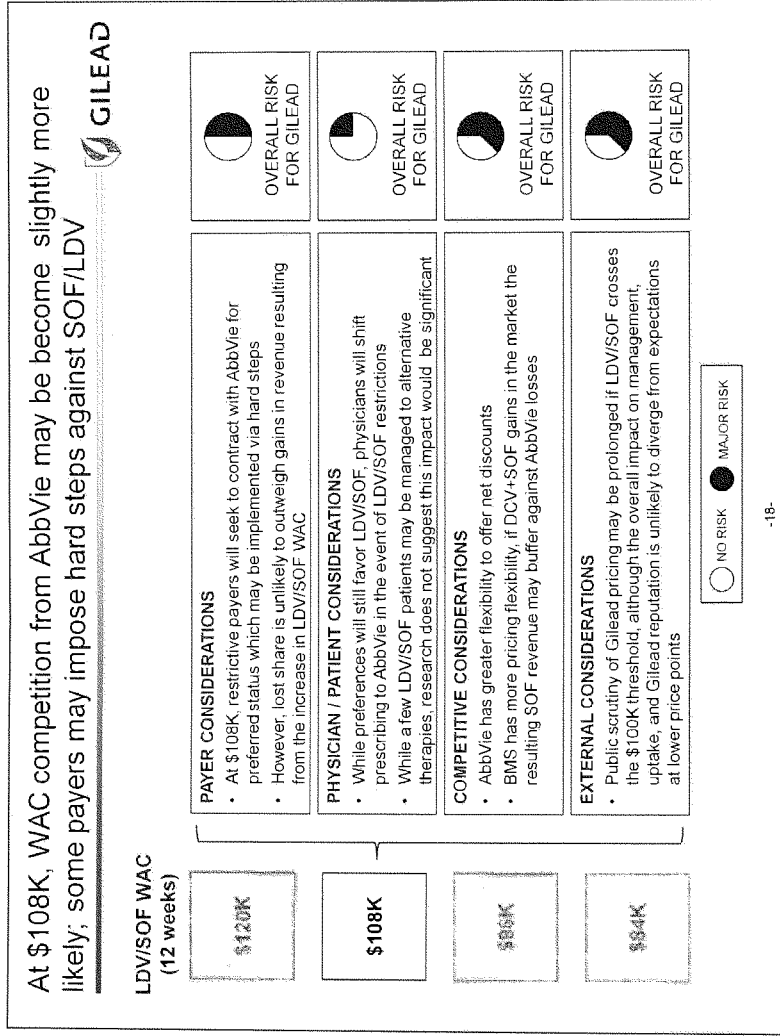 At $108K, WAC competition from AbbVie may be become slightly more
likely; some payers may impose hard steps against SOF/LDV
GILEAD
LDV/SOF WAC
(12 weeks)
$120K
$108K
$96K
$84K
PAYER CONSIDERATIONS
• At $108K, restrictive payers will seek to contract with AbbVie for
preferred status which may be implemented via hard steps
• However, lost share is unlikely to outweigh gains in revenue resulting
from the increase in LDV/SOF WAC
OVERALL RISK
FOR GILEAD
PHYSICIAN / PATIENT CONSIDERATIONS
• While preferences will still favor LDV/SOF, physicians will shift
prescribing to AbbVie in the event of LDV/SOF restrictions
• While a few LDV/SOF patients may be managed to alternative
therapies, research does not suggest this impact would be significant
OVERALL RISK
FOR GILEAD
COMPETITIVE CONSIDERATIONS
• AbbVie has greater flexibility to offer net discounts
• BMS has more pricing flexibility, if DCV+SOF gains in the market the
resulting SOF revenue may buffer against AbbVie losses
OVERALL RISK
FOR GILEAD
EXTERNAL CONSIDERATIONS
• Public scrutiny of Gilead pricing may be prolonged if LDV/SOF crosses
the $100K threshold, although the overall impact on management,
uptake, and Gilead reputation is unlikely to diverge from expectations
at lower price points
OVERALL RISK
FOR GILEAD
NO RISK MAJOR RISK
-18-